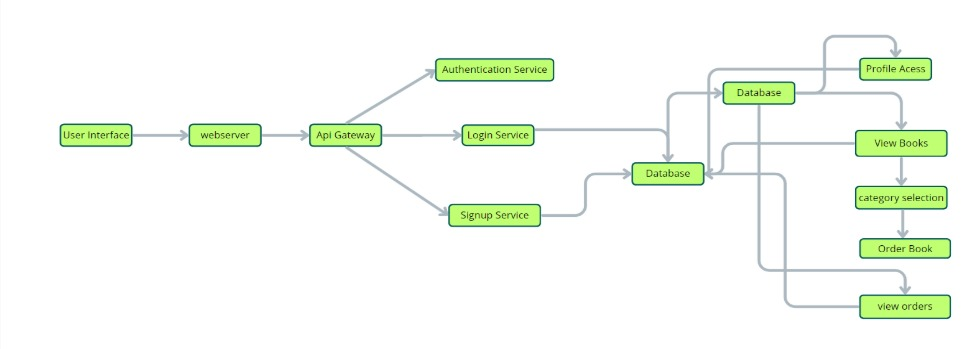 User Interface
webserver
Api Gateway
Authentication Service
Login Service
Signup Service
Database
Database
Profile Acess
View Books
category selection
Order Book
view orders